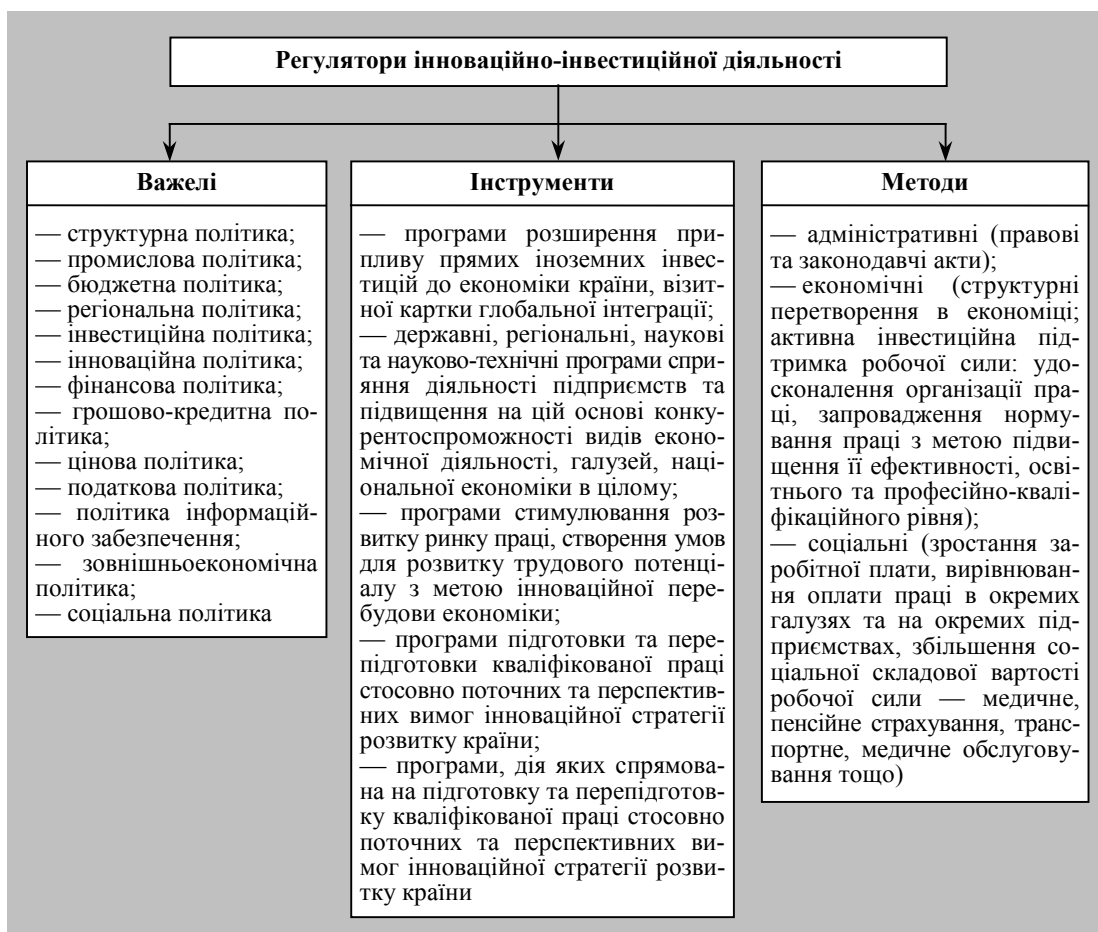 Регулятори інноваційно-інвестиційної діяльності
Важелі
— структурна політика;
— промислова політика;
— бюджетна політика;
— регіональна політика;
— інвестиційна політика;
— інноваційна політика;
— фінансова політика;
— грошово-кредитна по-
літика;
— цінова політика;
— податкова політика;
— політика інформацій-
ного забезпечення;
— зовнішньоекономічна
політика;
— соціальна політика
Інструменти
— програми розширення при-
пливу прямих іноземних інвес-
тицій до економіки країни, візит-
ної картки глобальної інтеграції;
— державні, регіональні, наукові
та науково-технічні програми спри-
яння діяльності підприємств та
підвищення на цій основі конку-
рентоспроможності видів еконо-
мічної діяльності, галузей, наці-
ональної економіки в цілому;
— програми стимулювання роз-
витку ринку праці, створення умов
для розвитку трудового потенці-
алу з метою інноваційної пере-
будови економіки;
— програми підготовки та пере-
підготовки кваліфікованої праці
стосовно поточних та перспектив-
них вимог інноваційної стратегії
розвитку країни;
— програми, дія яких спрямова-
на на підготовку та перепідготов-
ку кваліфікованої праці стосовно
поточних та перспективних ви-
мог інноваційної стратегії розви-
тку країни
Методи
— адміністративні (правові
та законодавчі акти);
— економічні (структурні
перетворення в економіці;
активна інвестиційна під-
тримка робочої сили: удо-
сконалення організації пра-
ці, запровадження норму-
вання праці з метою підви-
щення її ефективності, осві-
тнього та професійно-квалі-
фікаційного рівня);
— соціальні (зростання за-
робітної плати, вирівнюван-
ня оплати праці в окремих
галузях та на окремих під-
приємствах, збільшення со-
ціальної складової вартості
робочої сили — медичне,
пенсійне страхування, транс-
портне, медичне обслугову-
вання тощо)